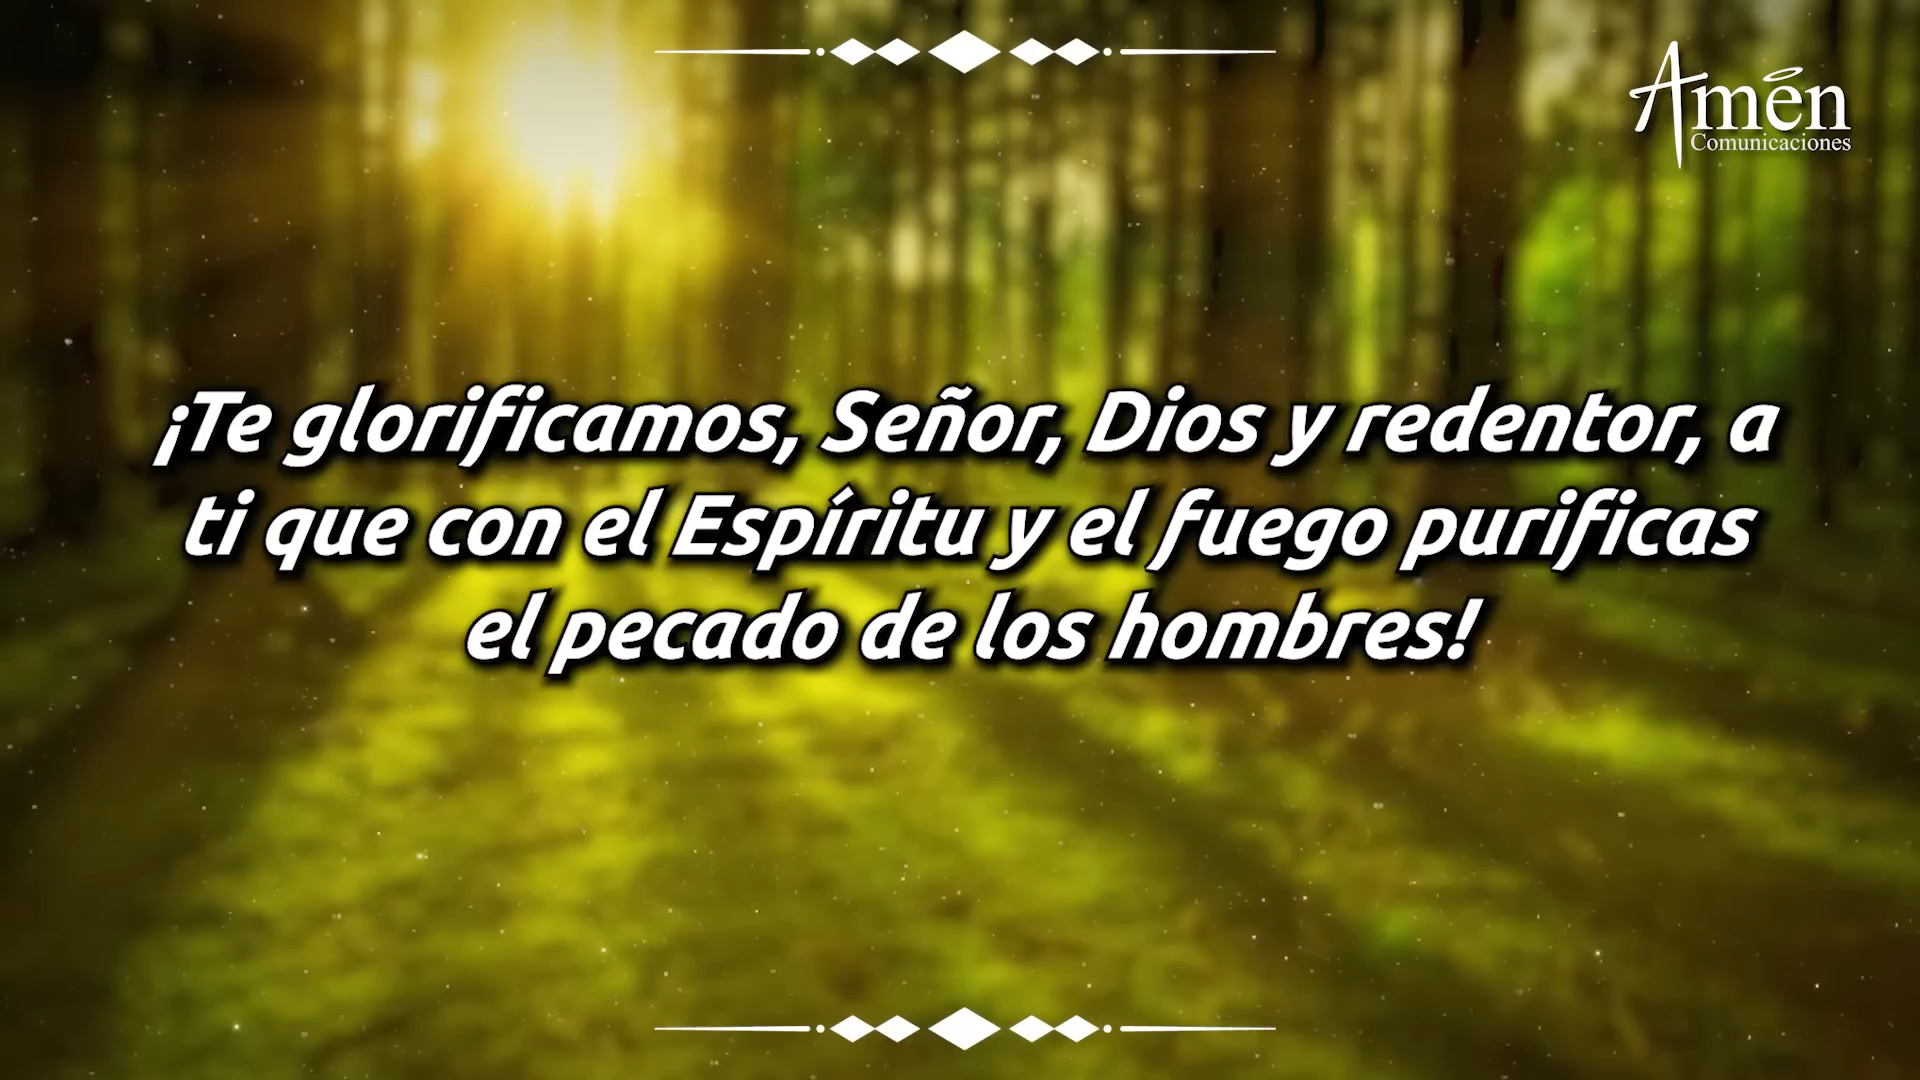 Amén
Comunicaciones
¡Te glorificamos, Señor, Dios y redentor, a
ti que con el Espíritu y el fuego purificas
el pecado de los hombres!